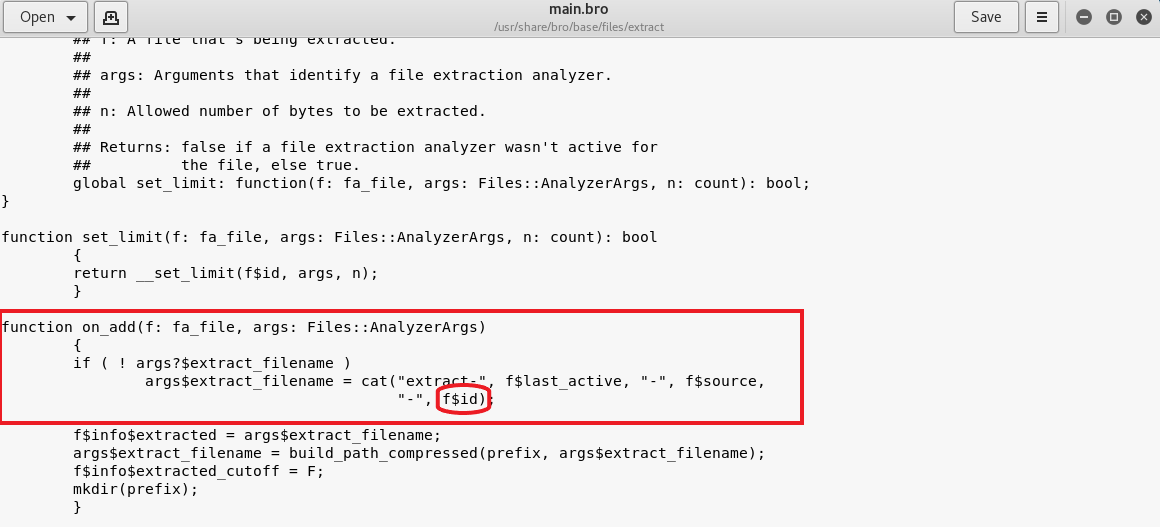 Open
main.bro
/usr/share/bro/base/files/extract
Save
## f: A file that's being extracted.
##
## args: Arguments that identify a file extraction analyzer.
##
## n: Allowed number of bytes to be extracted.
##
## Returns: false if a file extraction analyzer wasn't active for
##          the file, else true.
global set_limit: function(f: fa_file, args: Files::AnalyzerArgs, n: count): bool;
}
function set_limit(f: fa_file, args: Files::AnalyzerArgs, n: count): bool
{
return __set_limit(f$id, args, n);
}
function on_add(f: fa_file, args: Files::AnalyzerArgs)
{
if ( ! args?$extract_filename )
args$extract_filename = cat("extract-", f$last_active, "-", f$source,
"-", f$id);
f$info$extracted = args$extract_filename;
args$extract_filename = build_path_compressed(prefix, args$extract_filename);
f$info$extracted_cutoff = F;
mkdir(prefix);
}